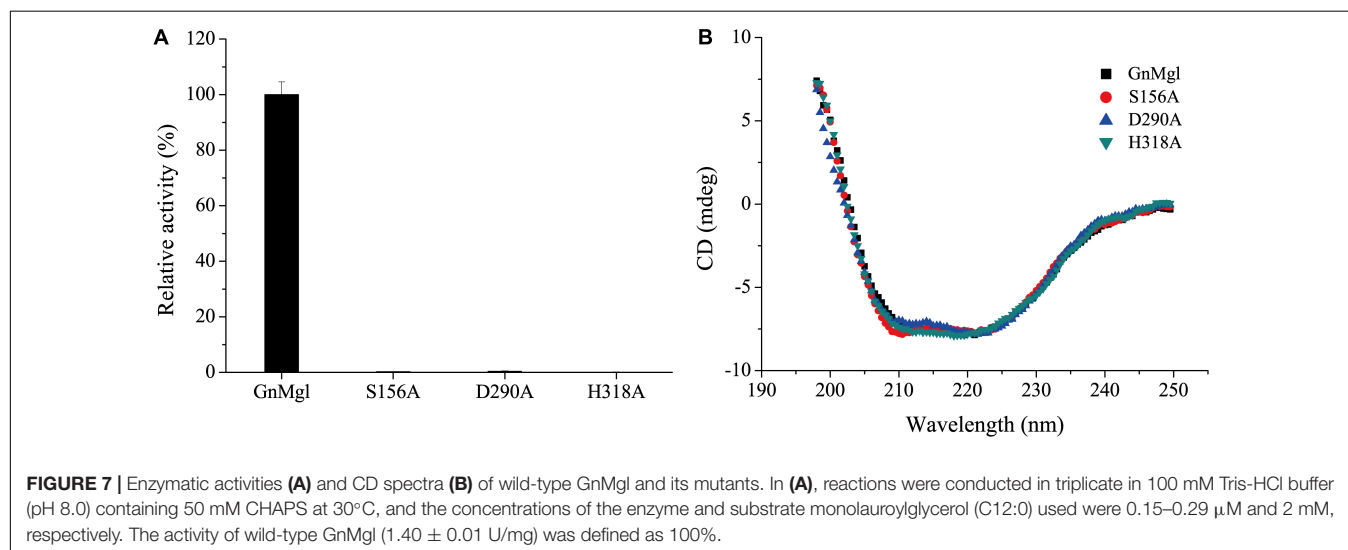 A
Relative activity (%)
120
100
80
60
40
20
0
GnMgl S156A D290A H318A
B
CD (mdeg)
10
5
0
-5
-10
190 200 210 220 230 240 250
Wavelength (nm)
GnMgl
S156A
D290A
H318A
FIGURE 7 | Enzymatic activities (A) and CD spectra (B) of wild-type GnMgl and its mutants. In (A), reactions were conducted in triplicate in 100 mM Tris-HCl buffer
(pH 8.0) containing 50 mM CHAPS at 30°C, and the concentrations of the enzyme and substrate monolauroylglycerol (C12:0) used were 0.15–0.29 μM and 2 mM,
respectively. The activity of wild-type GnMgl (1.40 ± 0.01 U/mg) was defined as 100%.